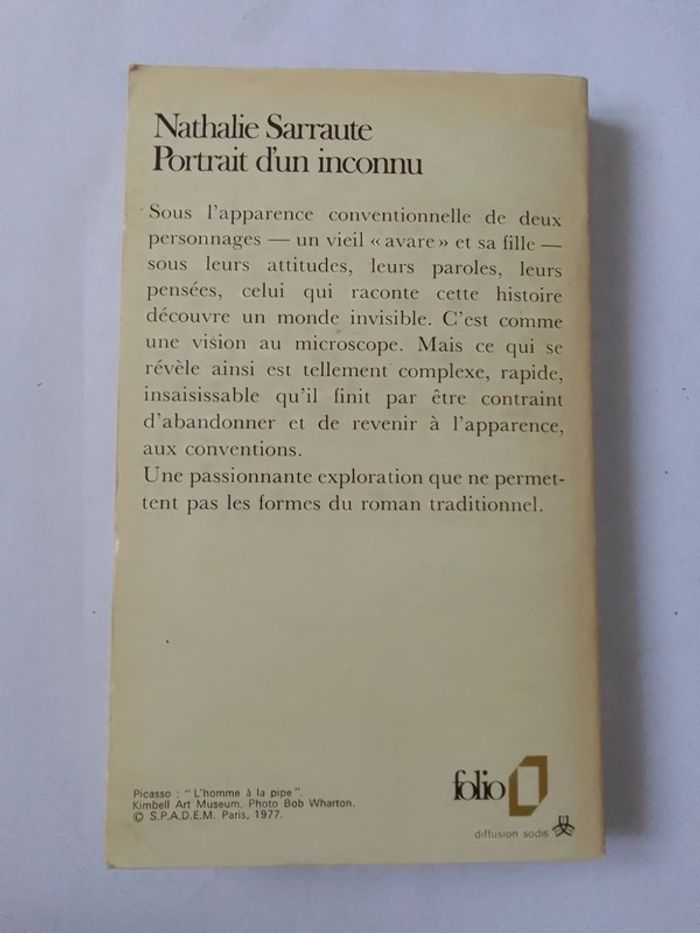 Nathalie Sarraute
Portrait d'un inconnu
Sous l'apparence conventionnelle de deux
personnages — un vieil « avare » et sa fille —
sous leurs attitudes, leurs paroles, leurs
pensées, celui qui raconte cette histoire
découvre un monde invisible. C'est comme
une vision au microscope. Mais ce qui se
révèle ainsi est tellement complexe, rapide,
insaisissable qu'il finit par être contraint
d'abandonner et de revenir à l'apparence,
aux conventions.
Une passionnante exploration que ne permet-
tent pas les formes du roman traditionnel.
Picasso : "L'homme à la pipe".
Kimbell Art Museum. Photo Bob Wharton.
© S.P.A.D.E.M. Paris, 1977.
folio
diffusion sodis